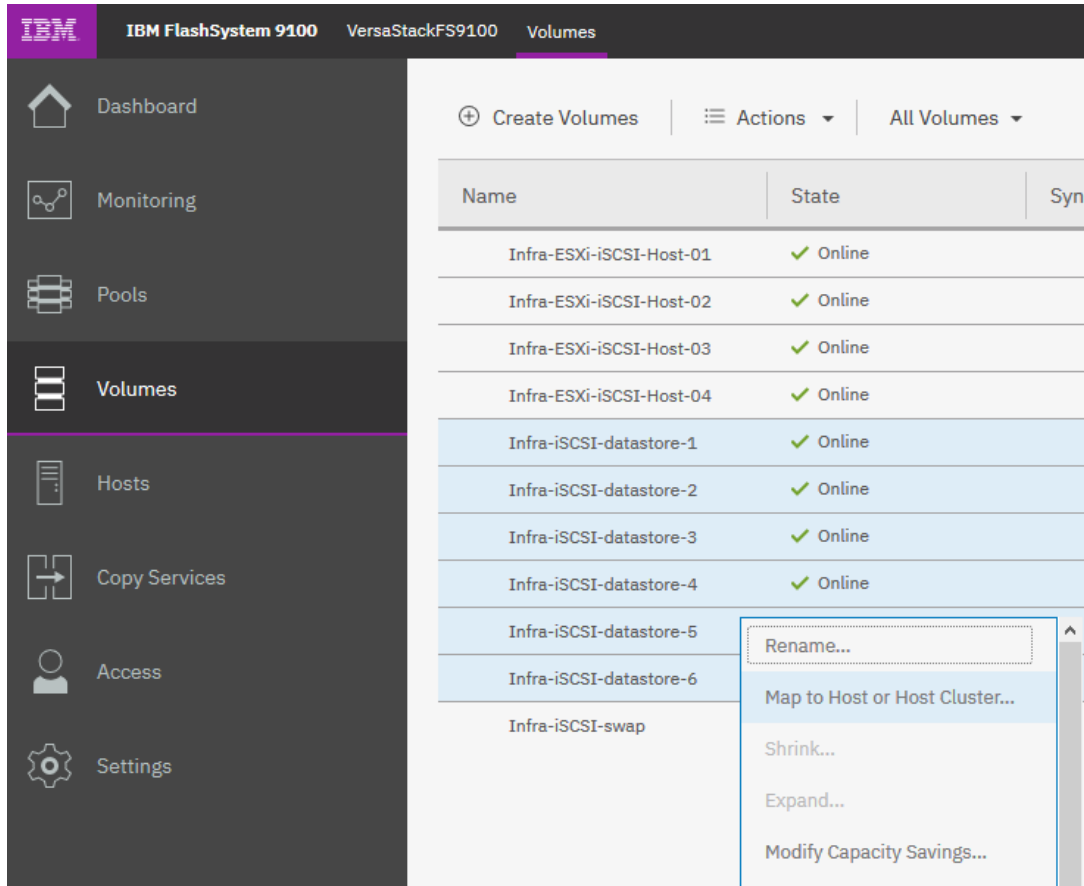 IBM IBM FlashSystem 9100 VersaStackFS9100 Volumes
Dashboard
Monitoring
Pools
Volumes
Hosts
Copy Services
Access
Settings
Create Volumes Actions All Volumes
Name State Syn
Infra-ESXi-iSCSI-Host-01 Online
Infra-ESXi-iSCSI-Host-02 Online
Infra-ESXi-iSCSI-Host-03 Online
Infra-ESXi-iSCSI-Host-04 Online
Infra-iSCSI-datastore-1 Online
Infra-iSCSI-datastore-2 Online
Infra-iSCSI-datastore-3 Online
Infra-iSCSI-datastore-4 Online
Infra-iSCSI-datastore-5
Infra-iSCSI-datastore-6
Infra-iSCSI-swap
Rename...
Map to Host or Host Cluster...
Shrink...
Expand...
Modify Capacity Savings...